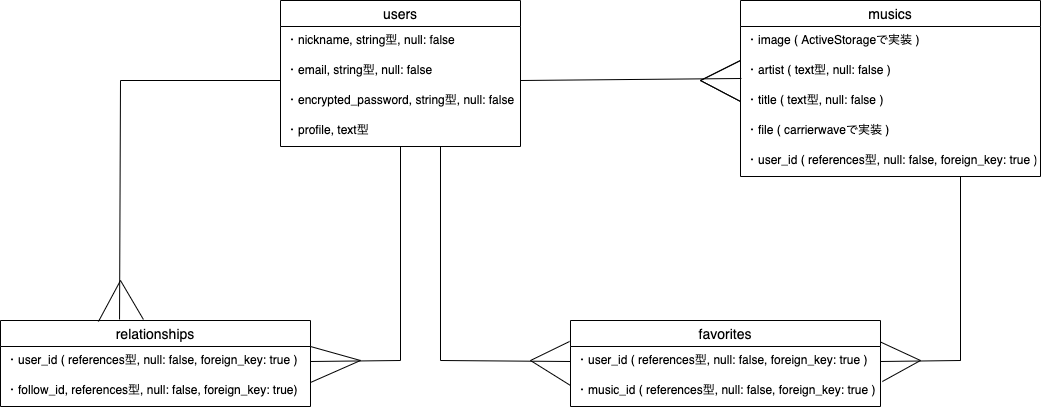 users
・nickname, string型, null: false
・email, string型, null: false
・encrypted_password, string型, null: false
・profile, text型
musics
・image ( ActiveStorageで実装 )
・artist ( text型, null: false )
・title ( text型, null: false )
・file ( carrierwaveで実装 )
・user_id ( references型, null: false, foreign_key: true )
relationships
・user_id ( references型, null: false, foreign_key: true )
・follow_id, references型, null: false, foreign_key: true)
favorites
・user_id ( references型, null: false, foreign_key: true )
・music_id ( references型, null: false, foreign_key: true)